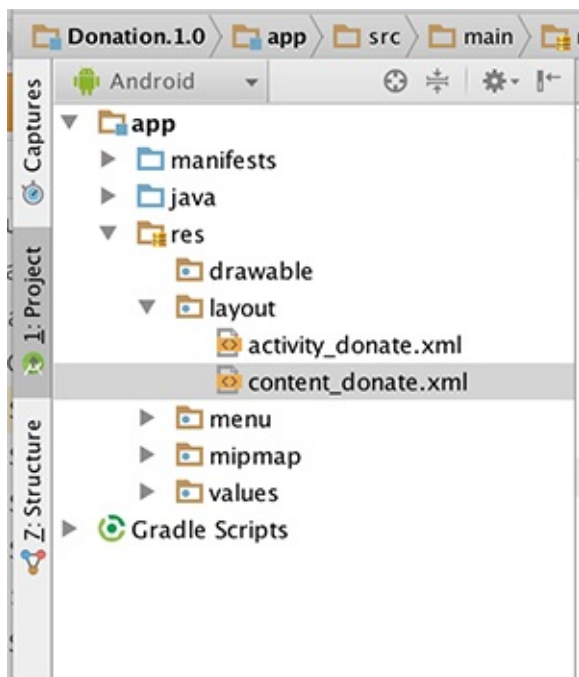 Donation.1.0 app src main
Android
Captures
1: Project
Z: Structure
app
manifests
java
res
drawable
layout
activity_donate.xml
content_donate.xml
menu
mipmap
values
Gradle Scripts